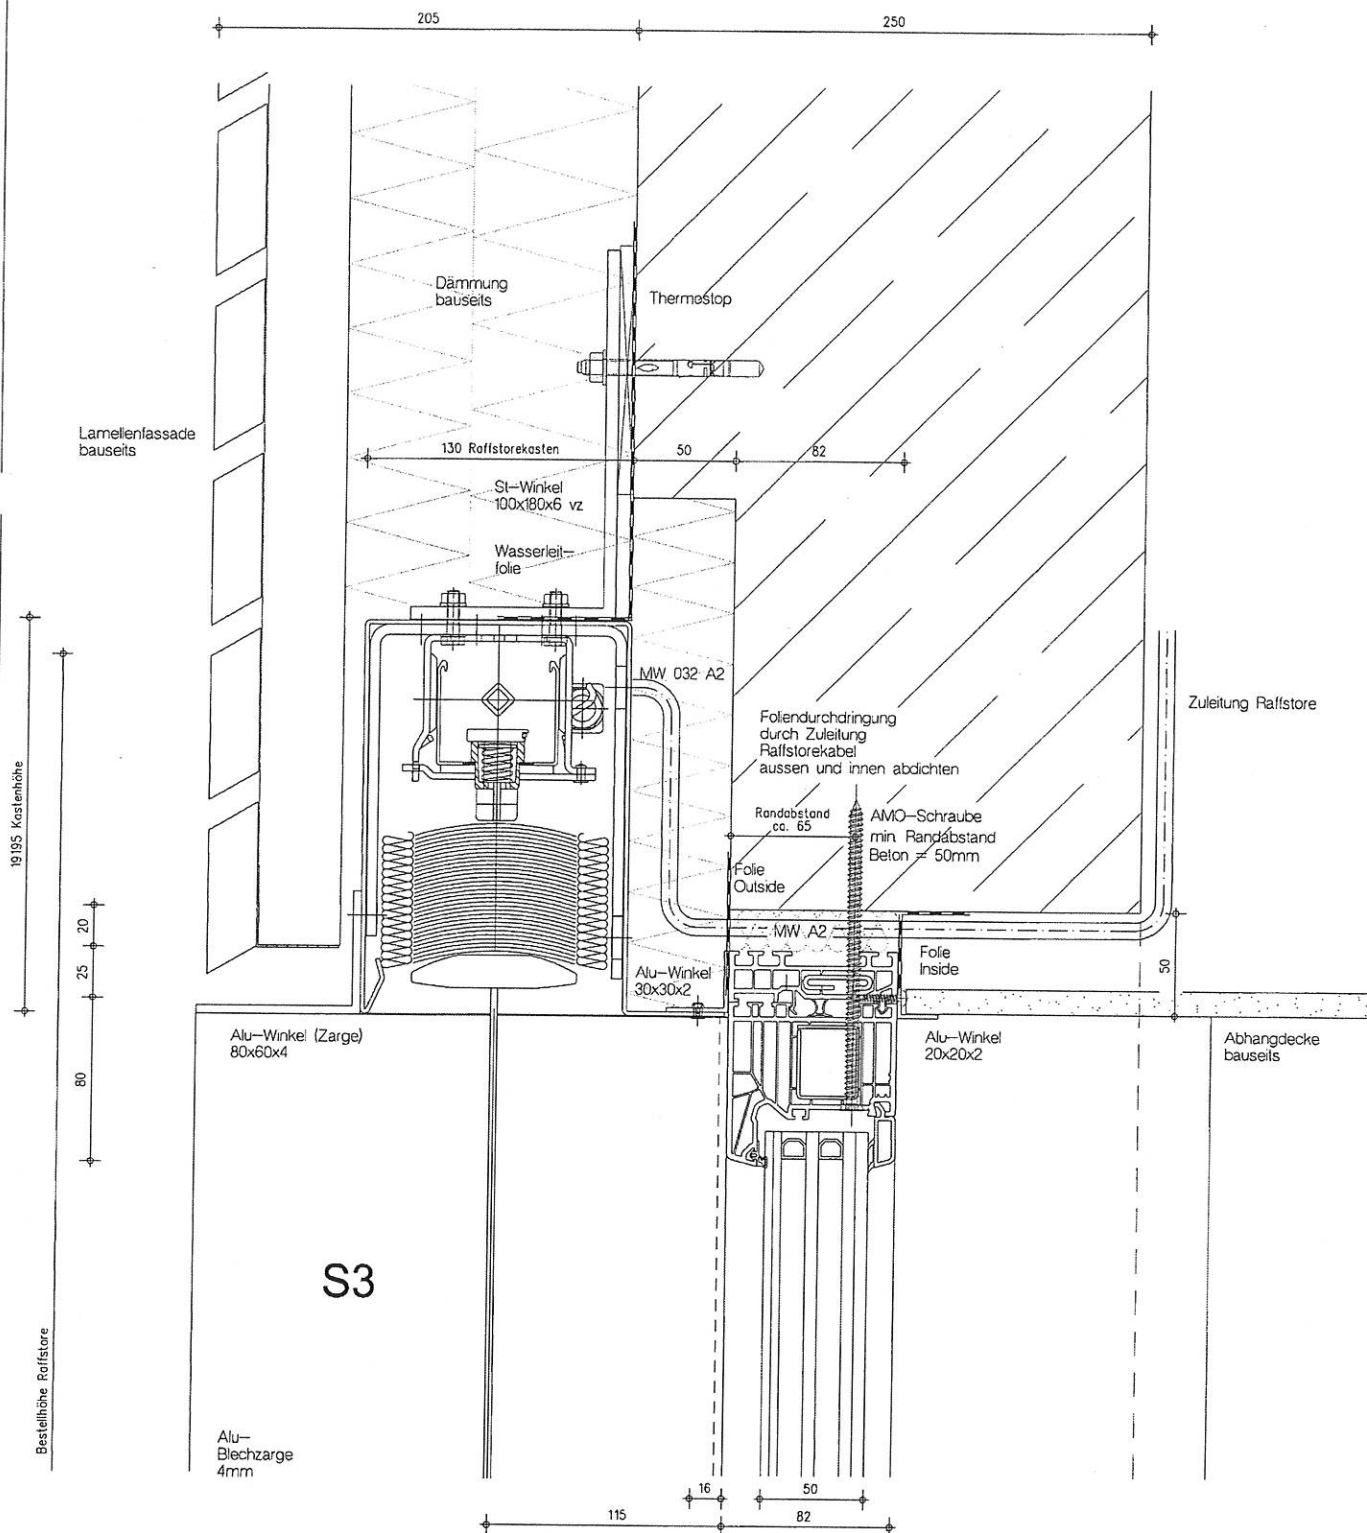 205
250
Dämmung
bauseits
Thermostop
Lamellenfassade
bauseits
130 Raffstorekasten
50
82
St-Winkel
100x180x6 vz
Wasserleit-
folie
MW 032 A2
Zuleitung Raffstore
Foliendurchdringung
durch Zuleitung
Raffstorekabel
aussen und innen abdichten
Randabstand
ca. 65
AMO-Schraube
min. Randabstand
Beton = 50mm
Kastenhöhe
Folie
Outside
20
MW A2
Folie
Inside
50
25
Alu-Winkel
30x30x2
Alu-Winkel (Zarge)
80x60x4
Alu-Winkel
20x20x2
Abhangdecke
bauseits
80
S3
Bestellhöhe Raffstore
Alu-
Blechzarge
4mm
16
50
115
82